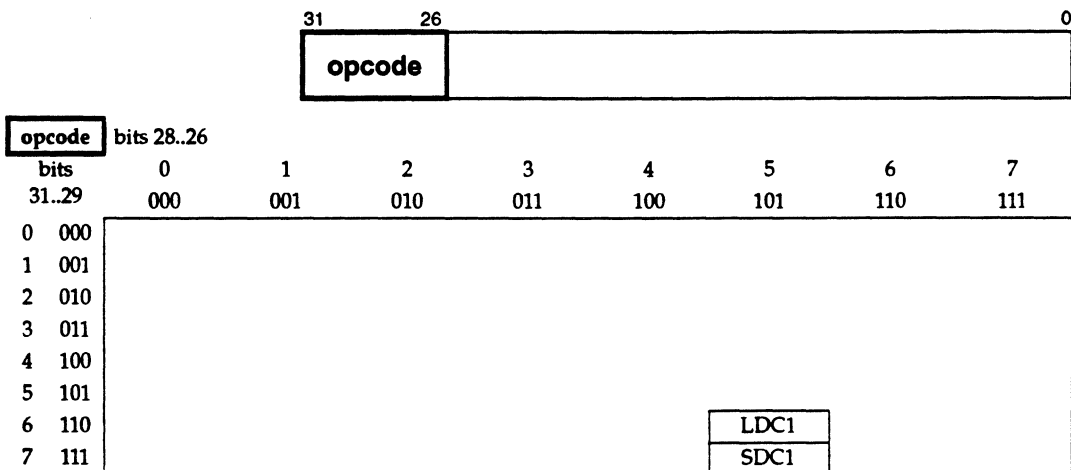 31 26 0
opcode
opcode bits 28..26
bits 0 1 2 3 4 5 6 7
31..29 000 001 010 011 100 101 110 111
0 000
1 001
2 010
3 011
4 100
5 101
6 110 LDC1
7 111 SDC1